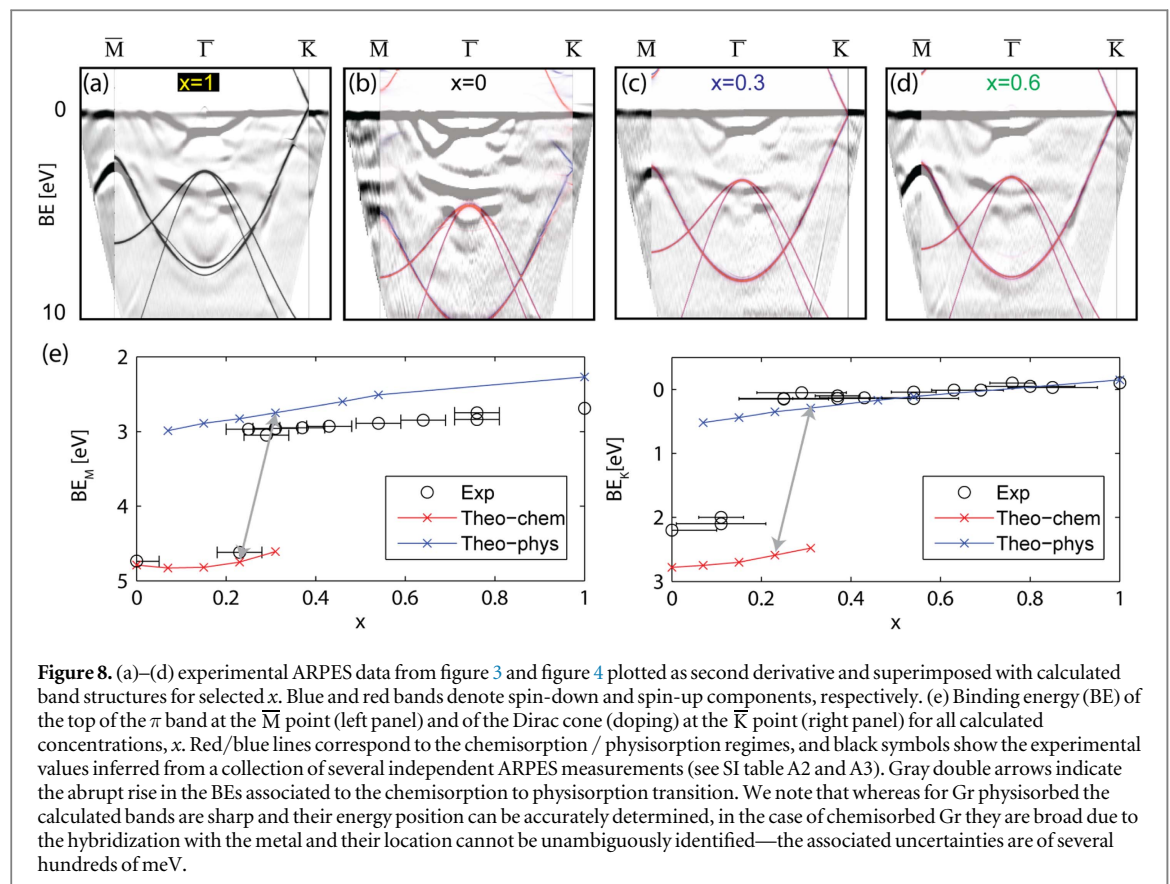 M̅ Γ̅ K̅ M̅ Γ̅ K̅ M̅ Γ̅ K̅ M̅ Γ̅ K̅
(a) x=1 (b) x=0 (c) x=0.3 (d) x=0.6
0
BE [eV]
10
(e)
2
3
4
5
BE_M [eV]
0 0.2 0.4 0.6 0.8 1
x
Exp
Theo-chem
Theo-phys
0
1
2
3
BE_K[eV]
0 0.2 0.4 0.6 0.8 1
x
Exp
Theo-chem
Theo-phys
Figure 8. (a)–(d) experimental ARPES data from figure 3 and figure 4 plotted as second derivative and superimposed with calculated
band structures for selected x. Blue and red bands denote spin-down and spin-up components, respectively. (e) Binding energy (BE) of
the top of the π band at the M̅ point (left panel) and of the Dirac cone (doping) at the K̅ point (right panel) for all calculated
concentrations, x. Red/blue lines correspond to the chemisorption / physisorption regimes, and black symbols show the experimental
values inferred from a collection of several independent ARPES measurements (see SI table A2 and A3). Gray double arrows indicate
the abrupt rise in the BEs associated to the chemisorption to physisorption transition. We note that whereas for Gr physisorbed the
calculated bands are sharp and their energy position can be accurately determined, in the case of chemisorbed Gr they are broad due to
the hybridization with the metal and their location cannot be unambiguously identified—the associated uncertainties are of several
hundreds of meV.